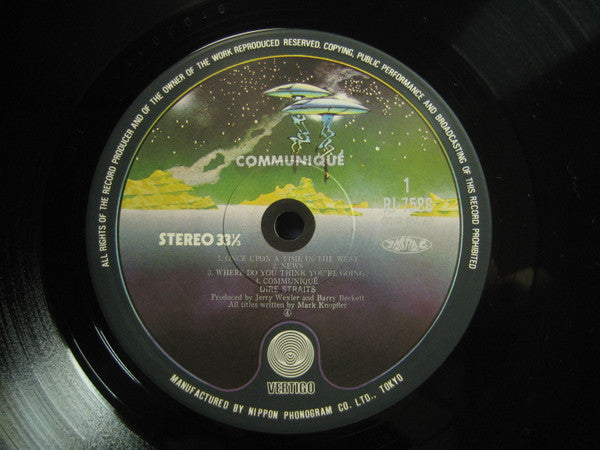 ALL RIGHTS OF THE RECORD PRODUCER AND OF THE OWNER OF THE WORK REPRODUCED RESERVED. COPYING, PUBLIC PERFORMANCE AND BROADCASTING OF THIS RECORD PROHIBITED
COMMUNIQUÉ
1
RJ-7588
STEREO 33⅓
1. ONCE UPON A TIME IN THE WEST
2. NEWS
3. WHERE DO YOU THINK YOU'RE GOING
4. COMMUNIQUÉ
DIRE STRAITS
Produced by Jerry Wexler and Barry Beckett
All titles written by Mark Knopfler
④
VERTIGO
MANUFACTURED BY NIPPON PHONOGRAM CO. LTD., TOKYO